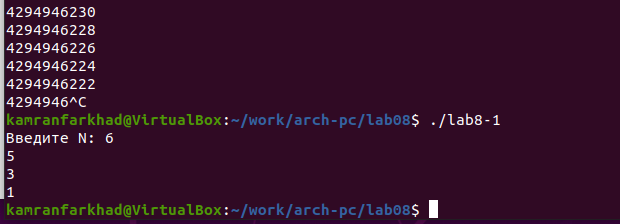 4294946230
4294946228
4294946226
4294946224
4294946222
4294946^C
kamranfarkhad@VirtualBox:~/work/arch-pc/lab08$ ./lab8-1
Введите N: 6
5
3
1
kamranfarkhad@VirtualBox:~/work/arch-pc/lab08$